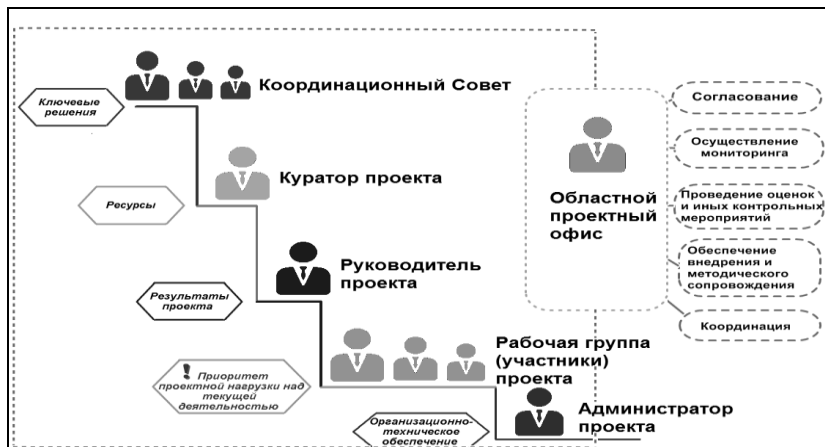 Координационный Совет
Ключевые
решения
Куратор проекта
Ресурсы
Руководитель
проекта
Результаты
проекта
Рабочая группа
(участники)
проекта
! Приоритет
проектной нагрузки над
текущей
деятельностью
Администратор
проекта
Организационно-
техническое
обеспечение
Областной
проектный
офис
Согласование
Осуществление
мониторинга
Проведение оценок
и иных контрольных
мероприятий
Обеспечение
внедрения и
методического
сопровождения
Координация